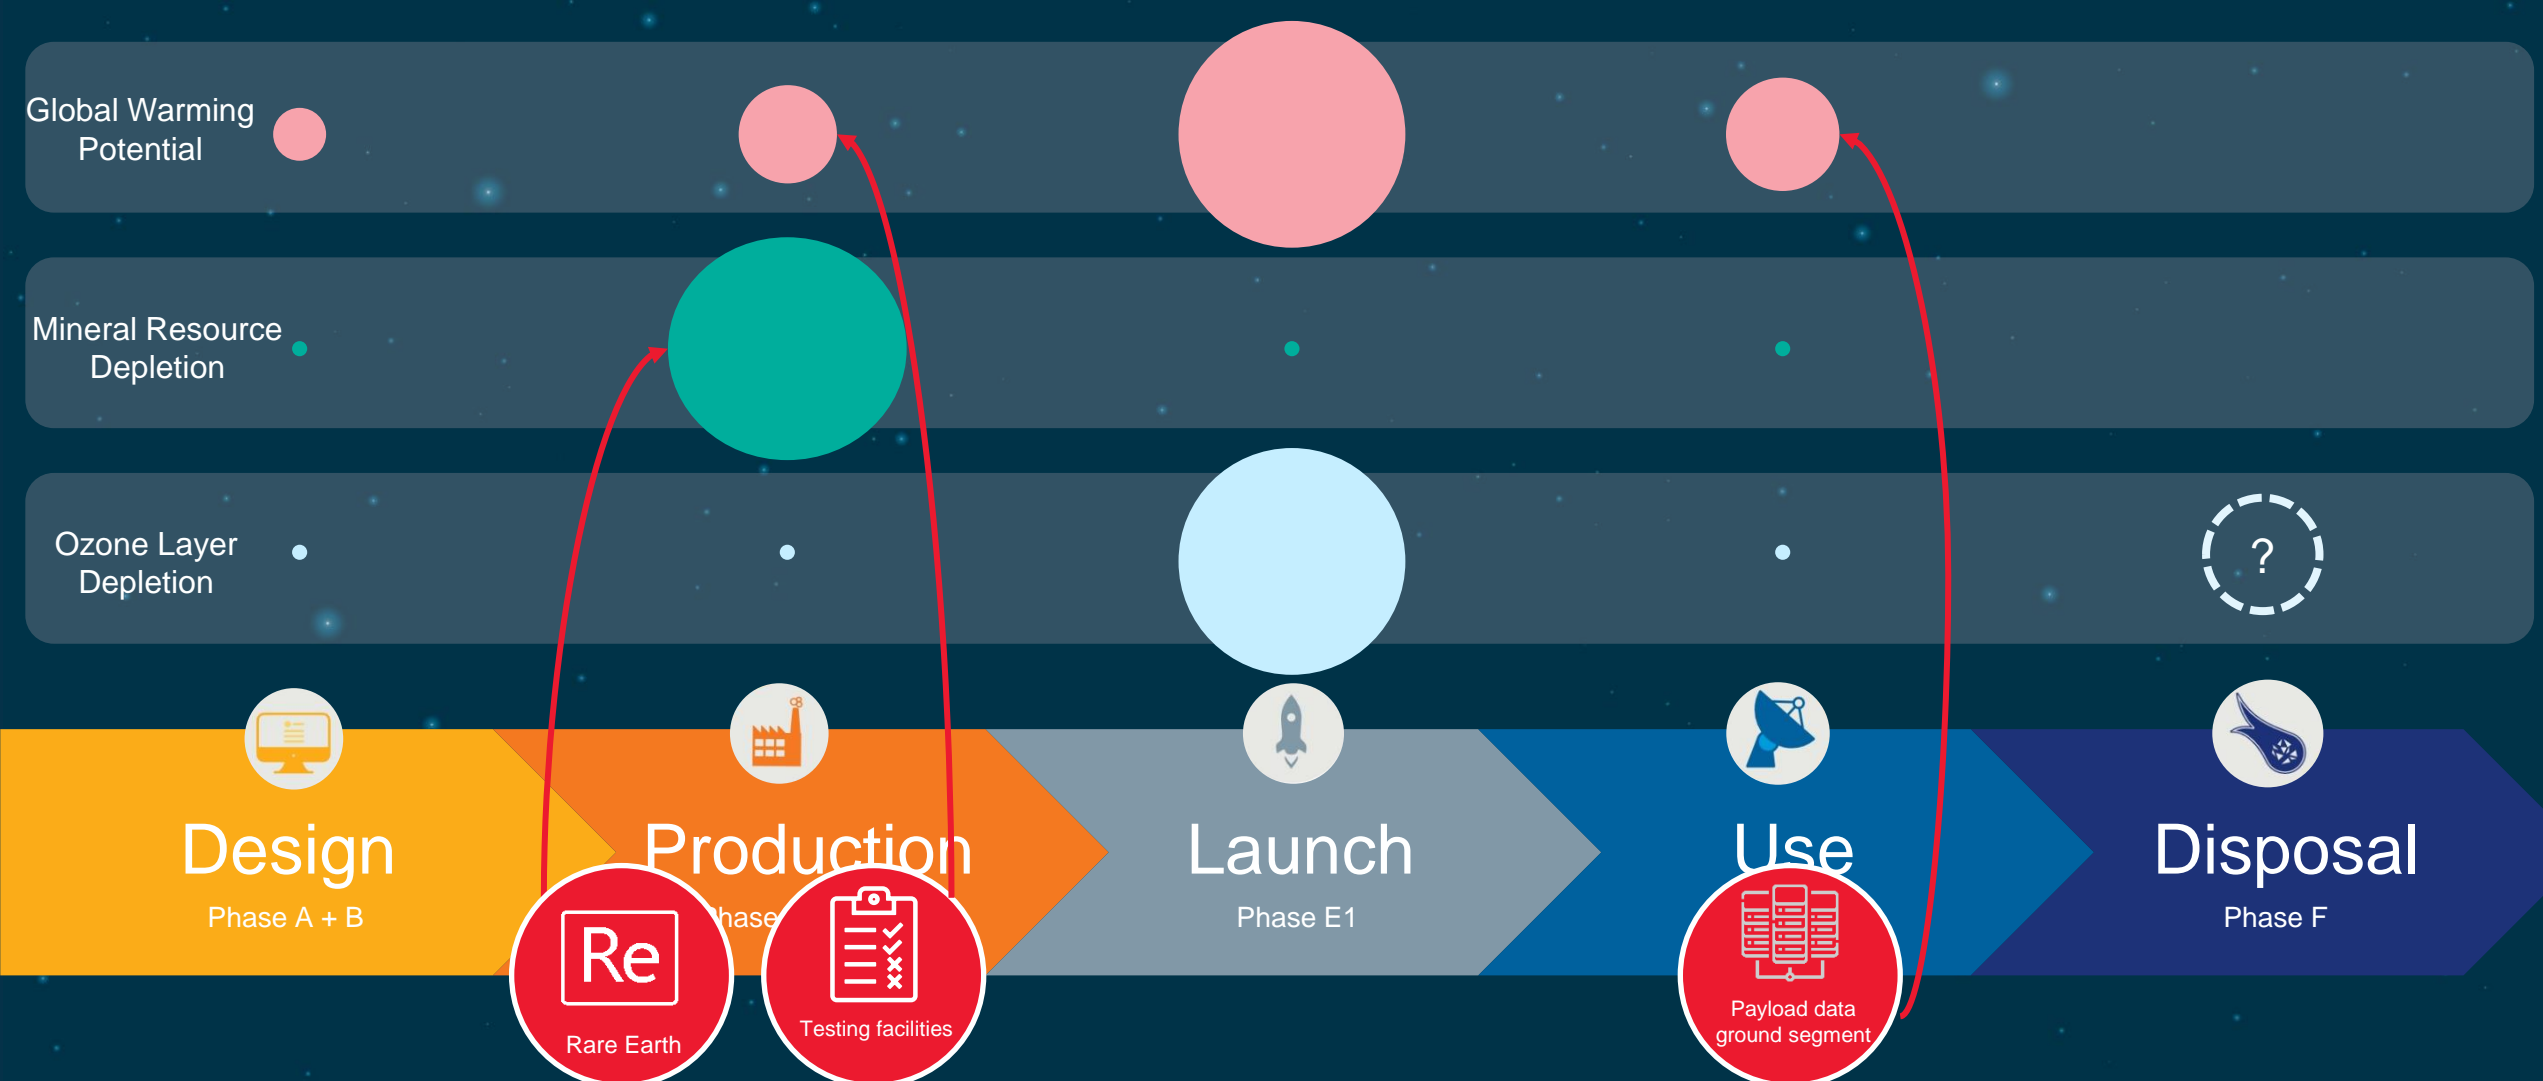 Global Warming
Potential
Mineral Resource
Depletion
Ozone Layer
Depletion
?
Design
Production
Launch
Use
Disposal
Phase A + B
Phase E1
Phase F
Re
Rare Earth
Testing facilities
Payload data
ground segment